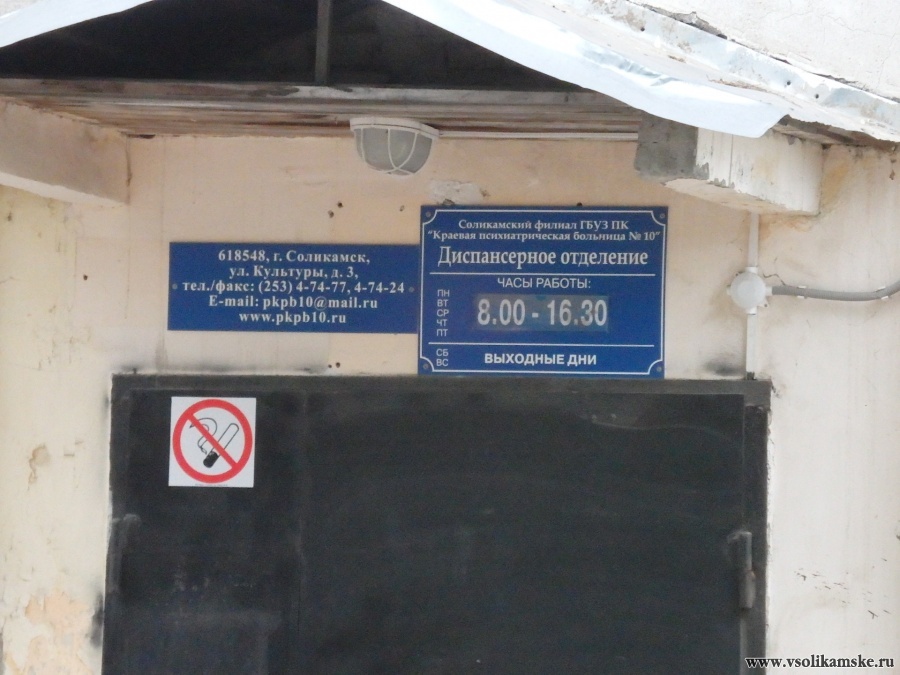 618548, г. Соликамск,
ул. Культуры, д. 3,
тел./факс: (253) 4-74-77, 4-74-24
E-mail: pkpb10@mail.ru
www.pkpb10.ru
Соликамский филиал ГБУЗ ПК
"Краевая психиатрическая больница № 10"
Диспансерное отделение
ЧАСЫ РАБОТЫ:
ПН
ВТ
СР
ЧТ
ПТ
8.00 - 16.30
СБ
ВС
ВЫХОДНЫЕ ДНИ
www.vsolikamske.ru